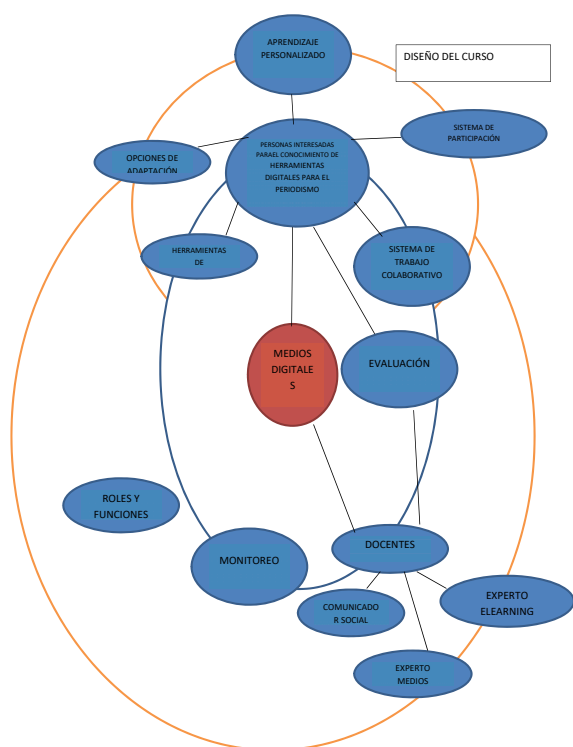 APRENDIZAJE
PERSONALIZADO
DISEÑO DEL CURSO
SISTEMA DE
PARTICIPACIÓN
PERSONAS INTERESADAS
PARAEL CONOCIMIENTO DE
HERRAMIENTAS
DIGITALES PARA EL
PERIODISMO
OPCIONES DE
ADAPTACIÓN
HERRAMIENTAS
DE
SISTEMA DE
TRABAJO
COLABORATIVO
MEDIOS
DIGITALE
S
EVALUACIÓN
ROLES Y
FUNCIONES
MONITOREO
DOCENTES
COMUNICADO
R SOCIAL
EXPERTO
ELEARNING
EXPERTO
MEDIOS